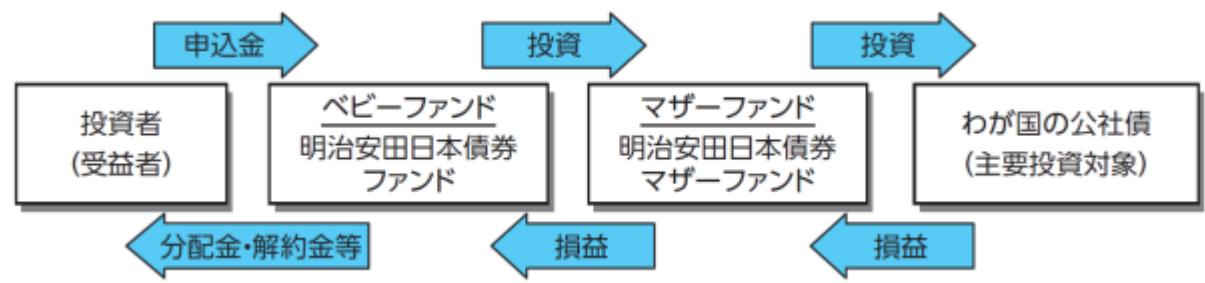 申込金
投資
投資
投資者
(受益者)
ベビーファンド
明治安田日本債券
ファンド
マザーファンド
明治安田日本債券
マザーファンド
わが国の公社債
(主要投資対象)
分配金・解約金等
損益
損益